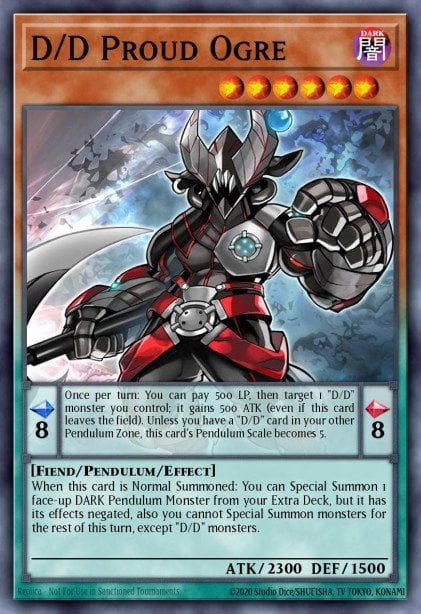 D/D Proud Ogre
DARK
闇
Once per turn: You can pay 500 LP, then target 1 "D/D"
monster you control; it gains 500 ATK (even if this card
leaves the field). Unless you have a "D/D" card in your other
Pendulum Zone, this card's Pendulum Scale becomes 5.
8
8
[Fiend/Pendulum/Effect]
When this card is Normal Summoned: You can Special Summon 1
face-up DARK Pendulum Monster from your Extra Deck, but it has
its effects negated, also you cannot Special Summon monsters for
the rest of this turn, except "D/D" monsters.
ATK/2300 DEF/1500
Replica - Not For Use in Sanctioned Tournaments
©2020 Studio Dice/SHUEISHA, TV TOKYO, KONAMI